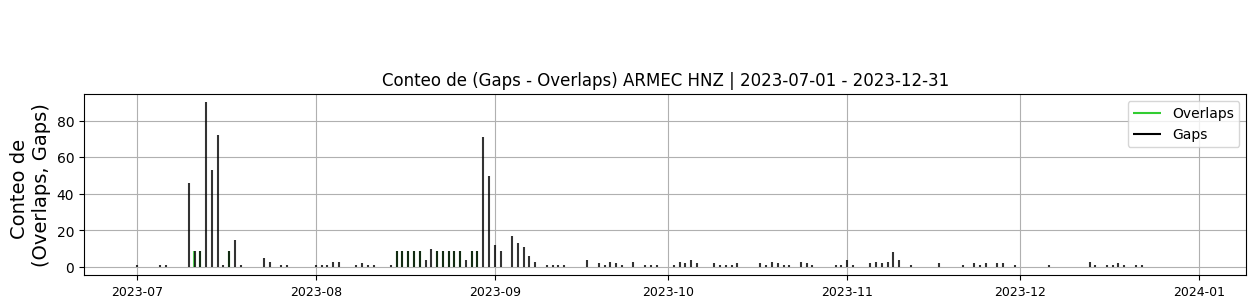 Conteo de (Gaps - Overlaps) ARMEC HNZ | 2023-07-01 - 2023-12-31
Conteo de
(Overlaps, Gaps)
80
60
40
20
0
Overlaps
Gaps
2023-07 2023-08 2023-09 2023-10 2023-11 2023-12 2024-01